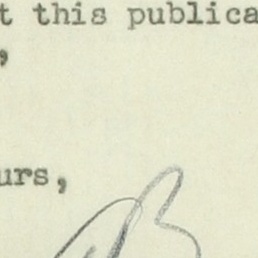 t this publica
,
urs,